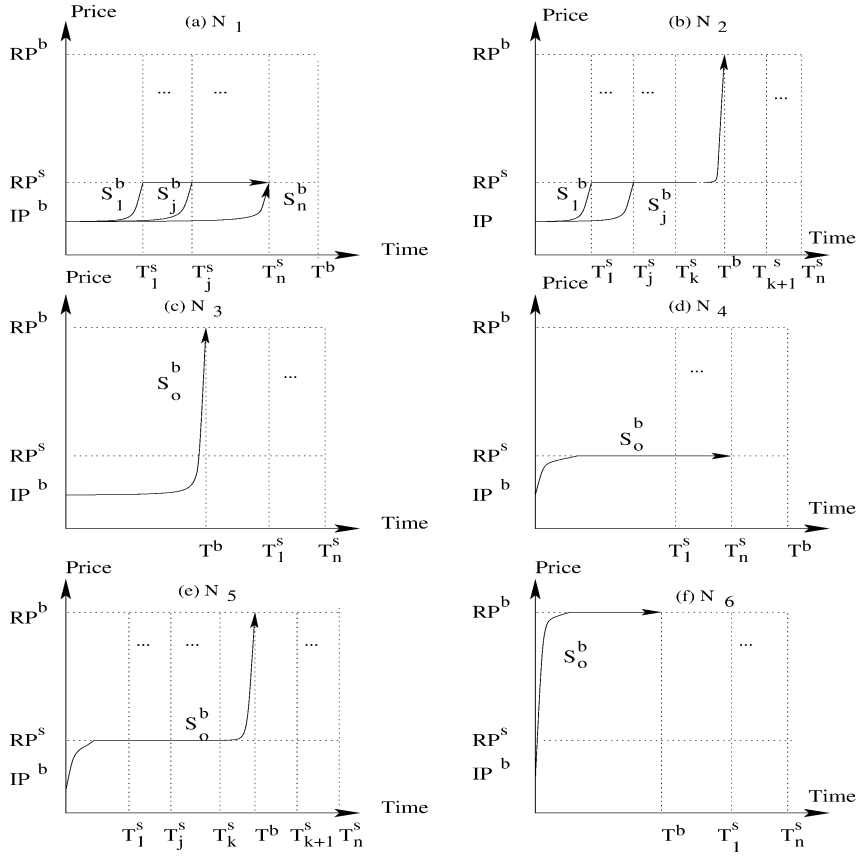 Price
(a) N 1
RP^b
... ...
RP^s
S_1^b S_j^b S_n^b
IP^b
Time
T_1^s T_j^s T_n^s T^b
Price
(b) N 2
RP^b
... ... ...
RP^s
S_1^b S_j^b
IP
Time
T_1^s T_j^s T_k^s T^b T_{k+1}^s T_n^s
Price
(c) N 3
RP^b
S_o^b ...
RP^s
IP^b
Time
T^b T_1^s T_n^s
Price
(d) N 4
RP^b
...
S_o^b
RP^s
IP^b
Time
T_1^s T_n^s T^b
Price
(e) N 5
RP^b
... ... ...
S_o^b
RP^s
IP^b
Time
T_1^s T_j^s T_k^s T^b T_{k+1}^s T_n^s
Price
(f) N 6
RP^b
S_o^b ...
RP^s
IP^b
Time
T^b T_1^s T_n^s